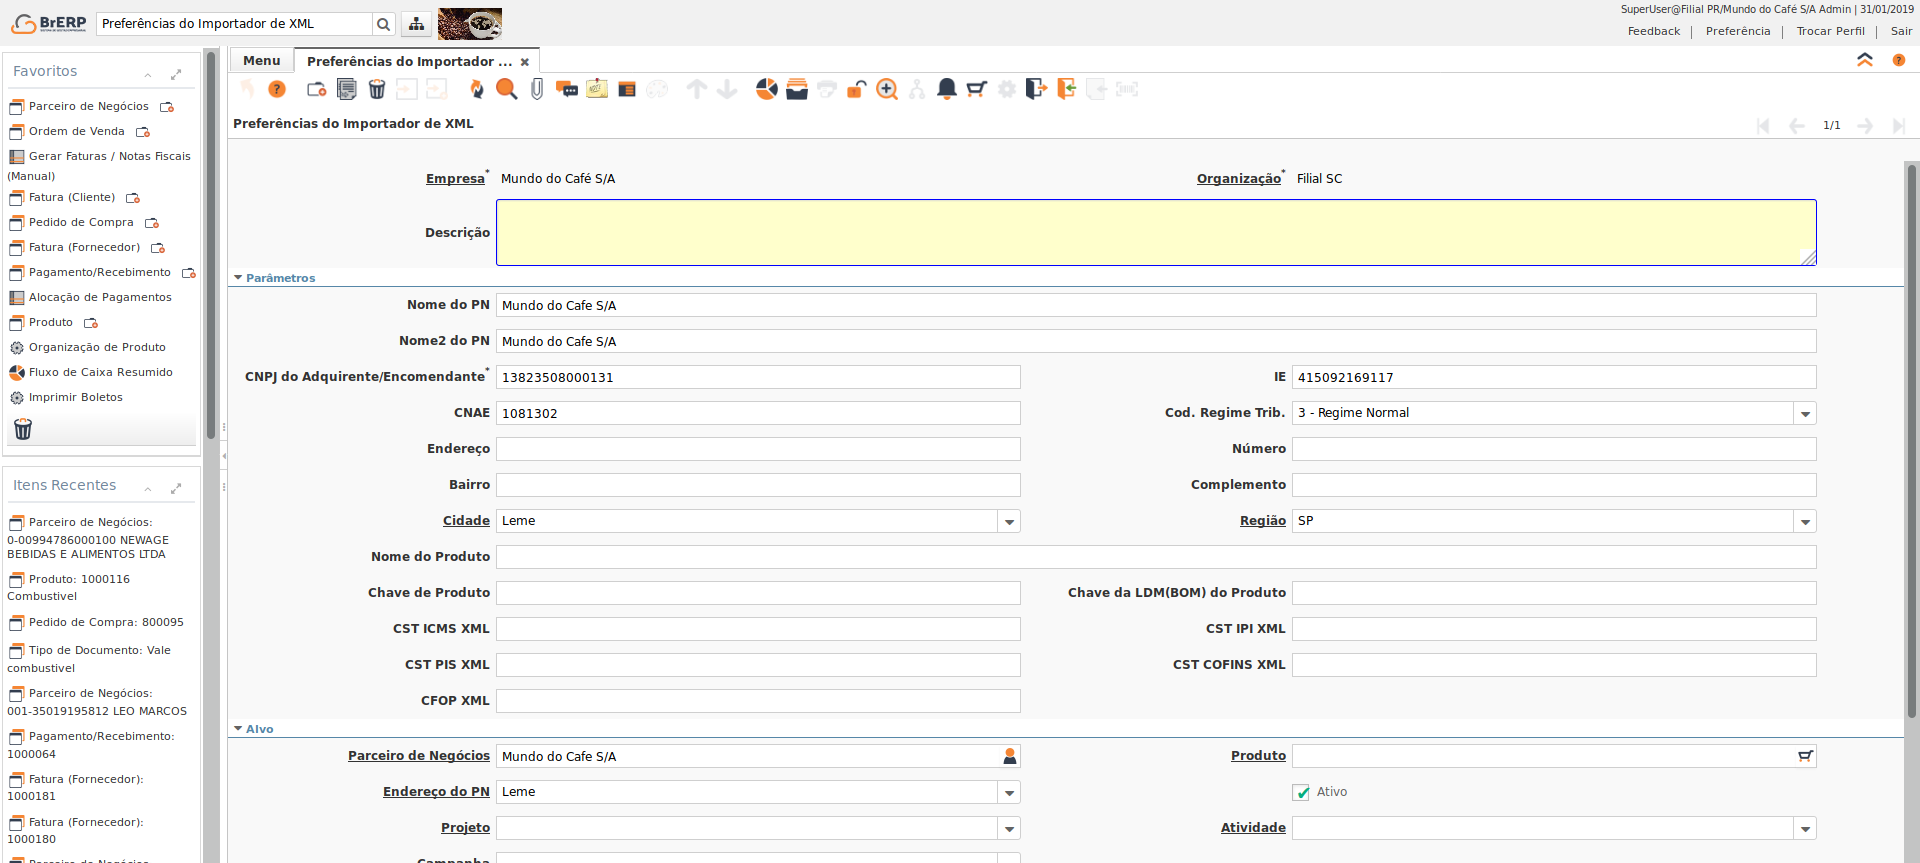 BrERP
Preferências do Importador de XML
SuperUser@Filial PR/Mundo do Café S/A Admin | 31/01/2019
Feedback | Preferência | Trocar Perfil | Sair
Favoritos
Parceiro de Negócios
Ordem de Venda
Gerar Faturas / Notas Fiscais
(Manual)
Fatura (Cliente)
Pedido de Compra
Fatura (Fornecedor)
Pagamento/Recebimento
Alocação de Pagamentos
Produto
Organização de Produto
Fluxo de Caixa Resumido
Imprimir Boletos
Itens Recentes
Parceiro de Negócios:
0-00994786000100 NEWAGE
BEBIDAS E ALIMENTOS LTDA
Produto: 1000116
Combustivel
Pedido de Compra: 800095
Tipo de Documento: Vale
combustivel
Parceiro de Negócios:
001-35019195812 LEO MARCOS
Pagamento/Recebimento:
1000064
Fatura (Fornecedor):
1000181
Fatura (Fornecedor):
1000180
Parceiro de Negócios
Menu
Preferências do Importador ...
Preferências do Importador de XML
1/1
Empresa* Mundo do Café S/A Organização* Filial SC
Descrição
Parâmetros
Nome do PN Mundo do Cafe S/A
Nome2 do PN Mundo do Cafe S/A
CNPJ do Adquirente/Encomendante* 13823508000131 IE 415092169117
CNAE 1081302 Cod. Regime Trib. 3 - Regime Normal
Endereço Número
Bairro Complemento
Cidade Leme Região SP
Nome do Produto
Chave de Produto Chave da LDM(BOM) do Produto
CST ICMS XML CST IPI XML
CST PIS XML CST COFINS XML
CFOP XML
Alvo
Parceiro de Negócios Mundo do Cafe S/A Produto
Endereço do PN Leme Ativo
Projeto Atividade
Campanha